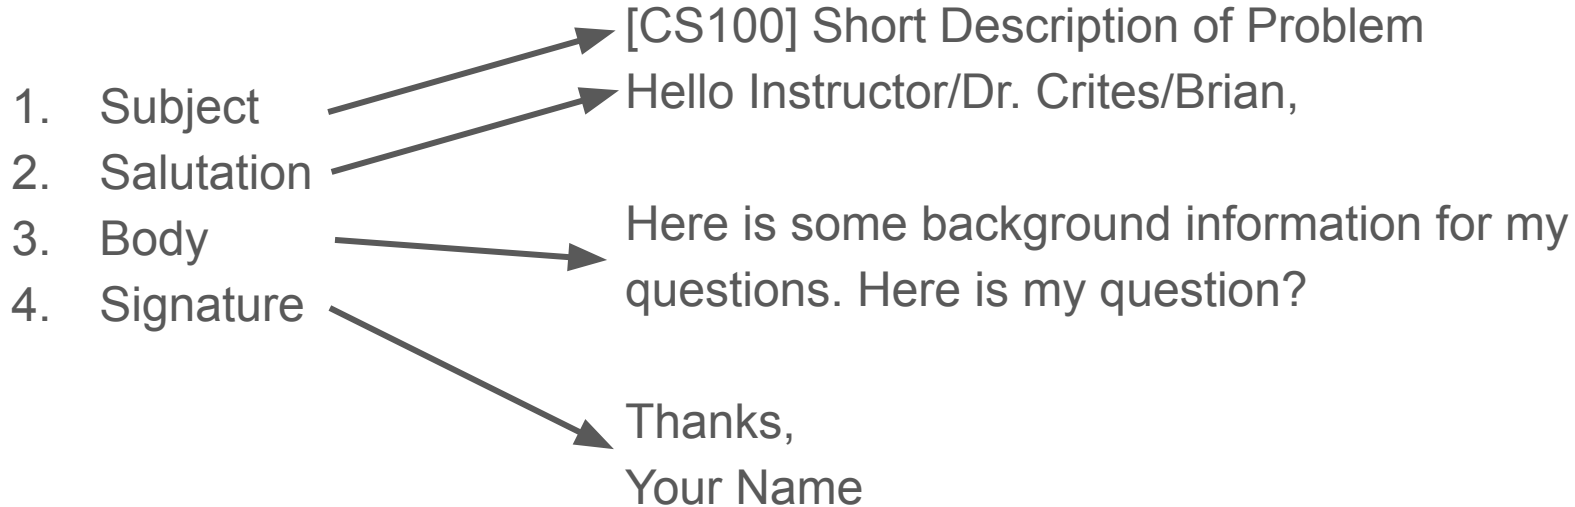 1. Subject
2. Salutation
3. Body
4. Signature
[CS100] Short Description of Problem
Hello Instructor/Dr. Crites/Brian,
Here is some background information for my
questions. Here is my question?
Thanks,
Your Name